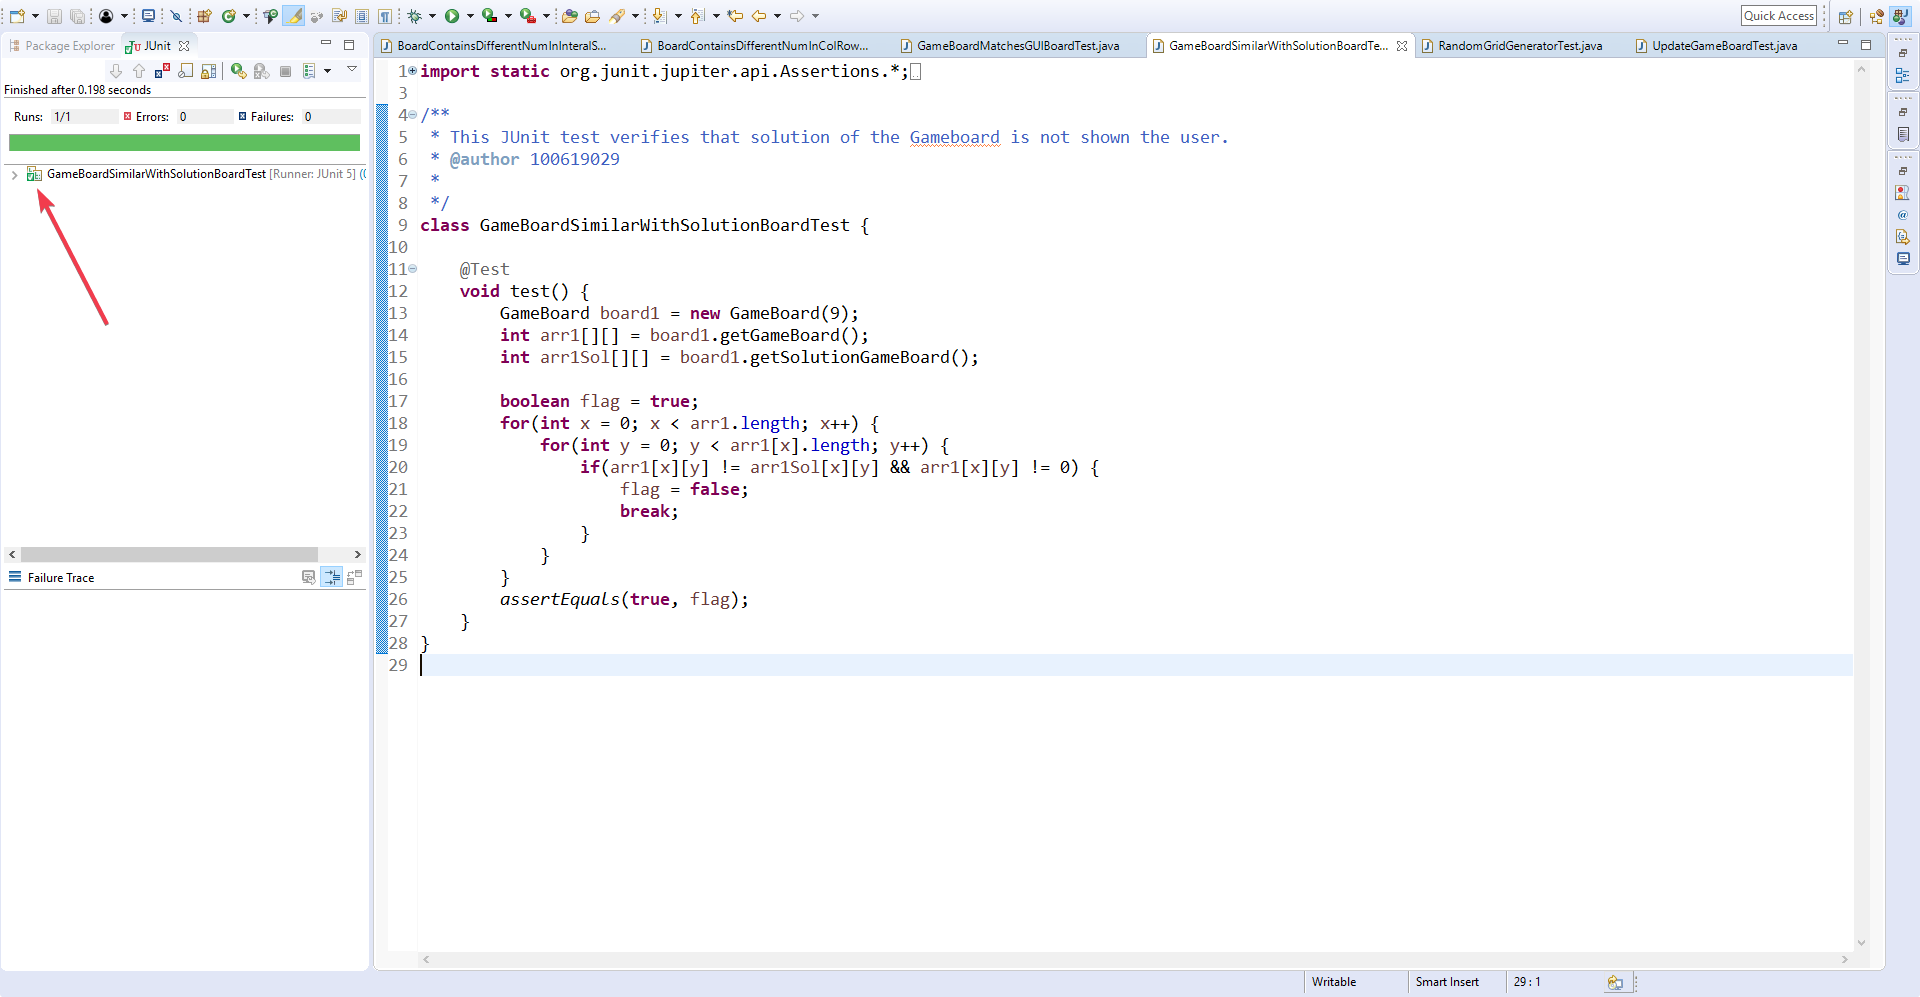 Quick Access
Package Explorer
JUnit
Finished after 0.198 seconds
Runs: 1/1 Errors: 0 Failures: 0
GameBoardSimilarWithSolutionBoardTest [Runner: JUnit 5] (0
Failure Trace
BoardContainsDifferentNumInInteralS... BoardContainsDifferentNumInColRow... GameBoardMatchesGUIBoardTest.java GameBoardSimilarWithSolutionBoardTe... RandomGridGeneratorTest.java UpdateGameBoardTest.java
1 import static org.junit.jupiter.api.Assertions.*;
3
4 /**
5 * This JUnit test verifies that solution of the Gameboard is not shown the user.
6 * @author 100619029
7 *
8 */
9 class GameBoardSimilarWithSolutionBoardTest {
10
11 @Test
12 void test() {
13 GameBoard board1 = new GameBoard(9);
14 int arr1[][] = board1.getGameBoard();
15 int arr1Sol[][] = board1.getSolutionGameBoard();
16
17 boolean flag = true;
18 for(int x = 0; x < arr1.length; x++) {
19 for(int y = 0; y < arr1[x].length; y++) {
20 if(arr1[x][y] != arr1Sol[x][y] && arr1[x][y] != 0) {
21 flag = false;
22 break;
23 }
24 }
25 }
26 assertEquals(true, flag);
27 }
28 }
29
Writable Smart Insert 29 : 1